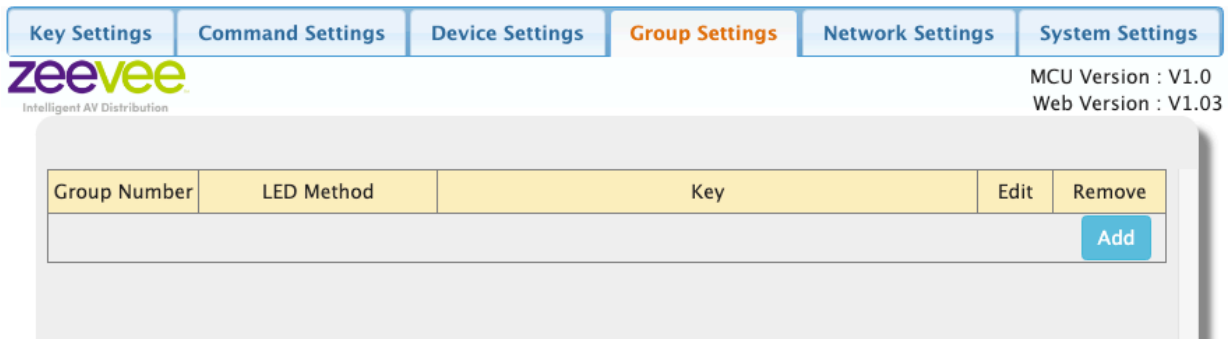 Key Settings Command Settings Device Settings Group Settings Network Settings System Settings
zeevee
Intelligent AV Distribution
MCU Version : V1.0
Web Version : V1.03
Group Number LED Method Key Edit Remove
Add